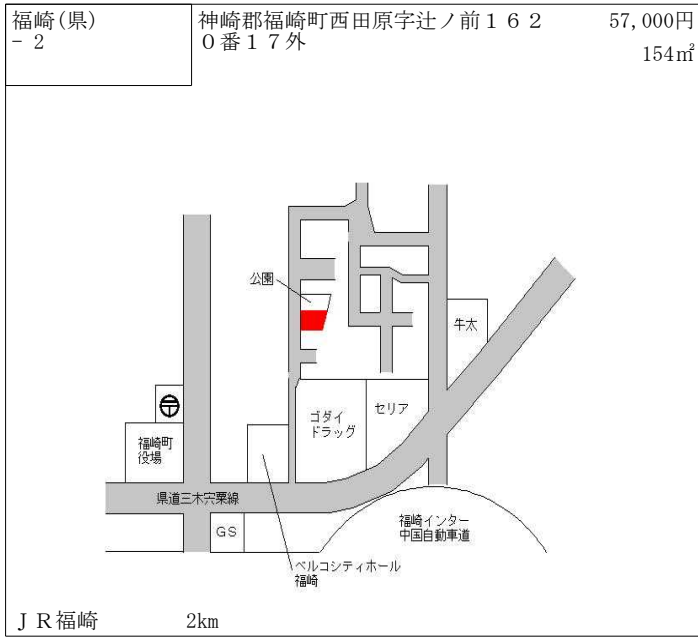 福崎(県)
- 2
神崎郡福崎町西田原字辻ノ前１６２
０番１７外
57,000円
154㎡
公園
牛太
ゴダイ
ドラッグ
セリア
福崎町
役場
県道三木宍粟線
GS
福崎インター
中国自動車道
ベルコシティホール
福崎
ＪＲ福崎
2km